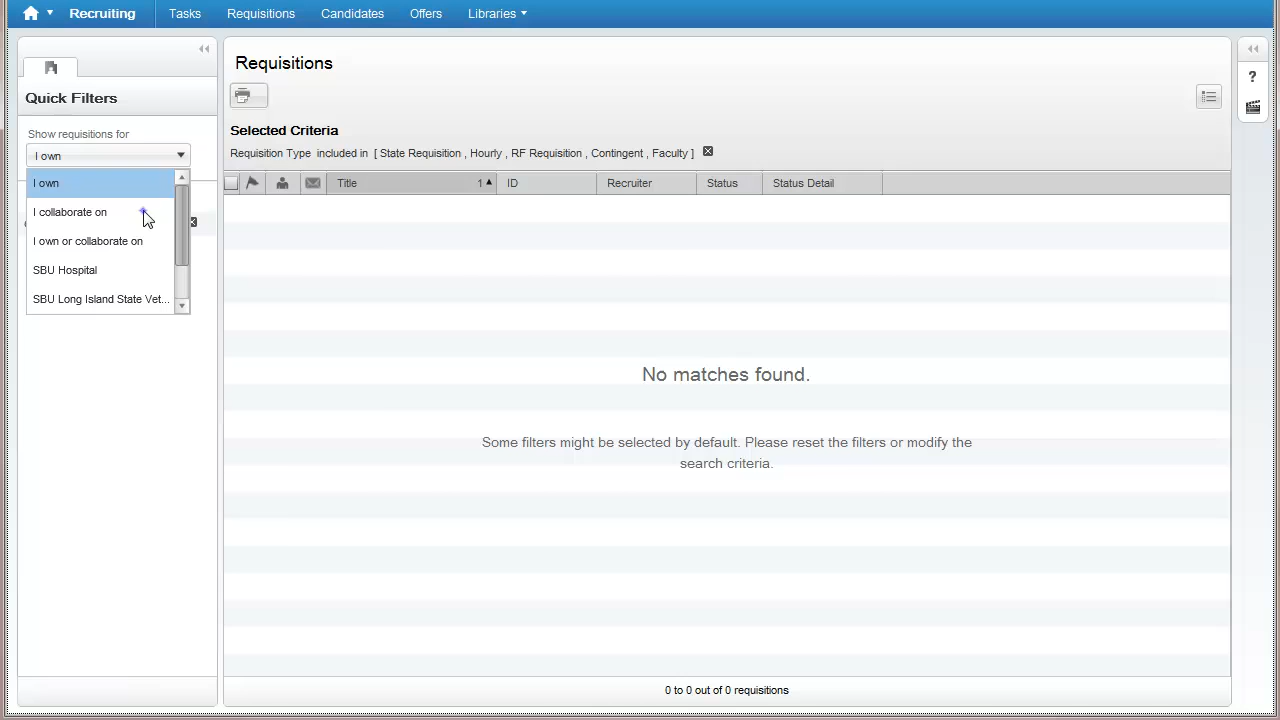 Recruiting
Tasks
Requisitions
Candidates
Offers
Libraries
Quick Filters
Show requisitions for
I own
I own
I collaborate on
I own or collaborate on
SBU Hospital
SBU Long Island State Vet...
Requisitions
Selected Criteria
Requisition Type included in [ State Requisition , Hourly , RF Requisition , Contingent , Faculty ]
Title 1 ID Recruiter Status Status Detail
No matches found.
Some filters might be selected by default. Please reset the filters or modify the
search criteria.
0 to 0 out of 0 requisitions
?